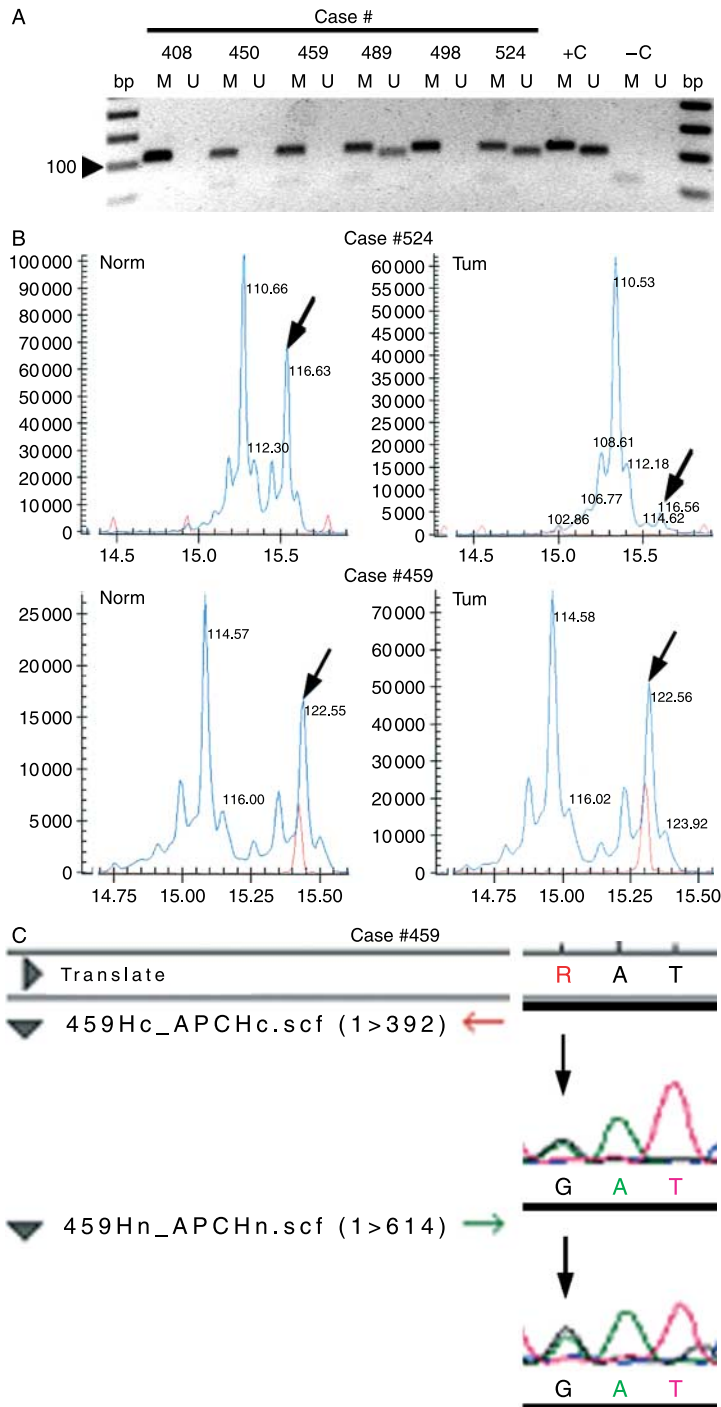 A
Case #
408 450 459 489 498 524 +C −C
bp M U M U M U M U M U M U M U M U bp
100
B
Case #524
Norm
100 000
90 000
80 000
70 000
60 000
50 000
40 000
30 000
20 000
10 000
0
110.66
116.63
112.30
14.5 15.0 15.5
Tum
60 000
55 000
50 000
45 000
40 000
35 000
30 000
25 000
20 000
15 000
10 000
5000
0
110.53
108.61
112.18
106.77
116.56
102.86
114.62
14.5 15.0 15.5
Case #459
Norm
25 000
20 000
15 000
10 000
5000
0
114.57
122.55
116.00
14.75 15.00 15.25 15.50
Tum
70 000
60 000
50 000
40 000
30 000
20 000
10 000
0
114.58
122.56
116.02
123.92
14.75 15.00 15.25 15.50
C
Case #459
Translate
R A T
459Hc_APCHc.scf (1>392)
G A T
459Hn_APCHn.scf (1>614)
G A T